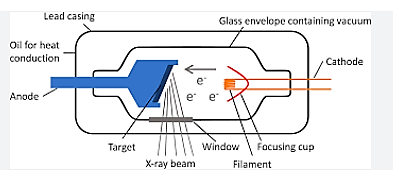 Lead casing
Glass envelope containing vacuum
Oil for heat
conduction
Cathode
e-
e- e-
Anode
Target
Window
Focusing cup
X-ray beam
Filament